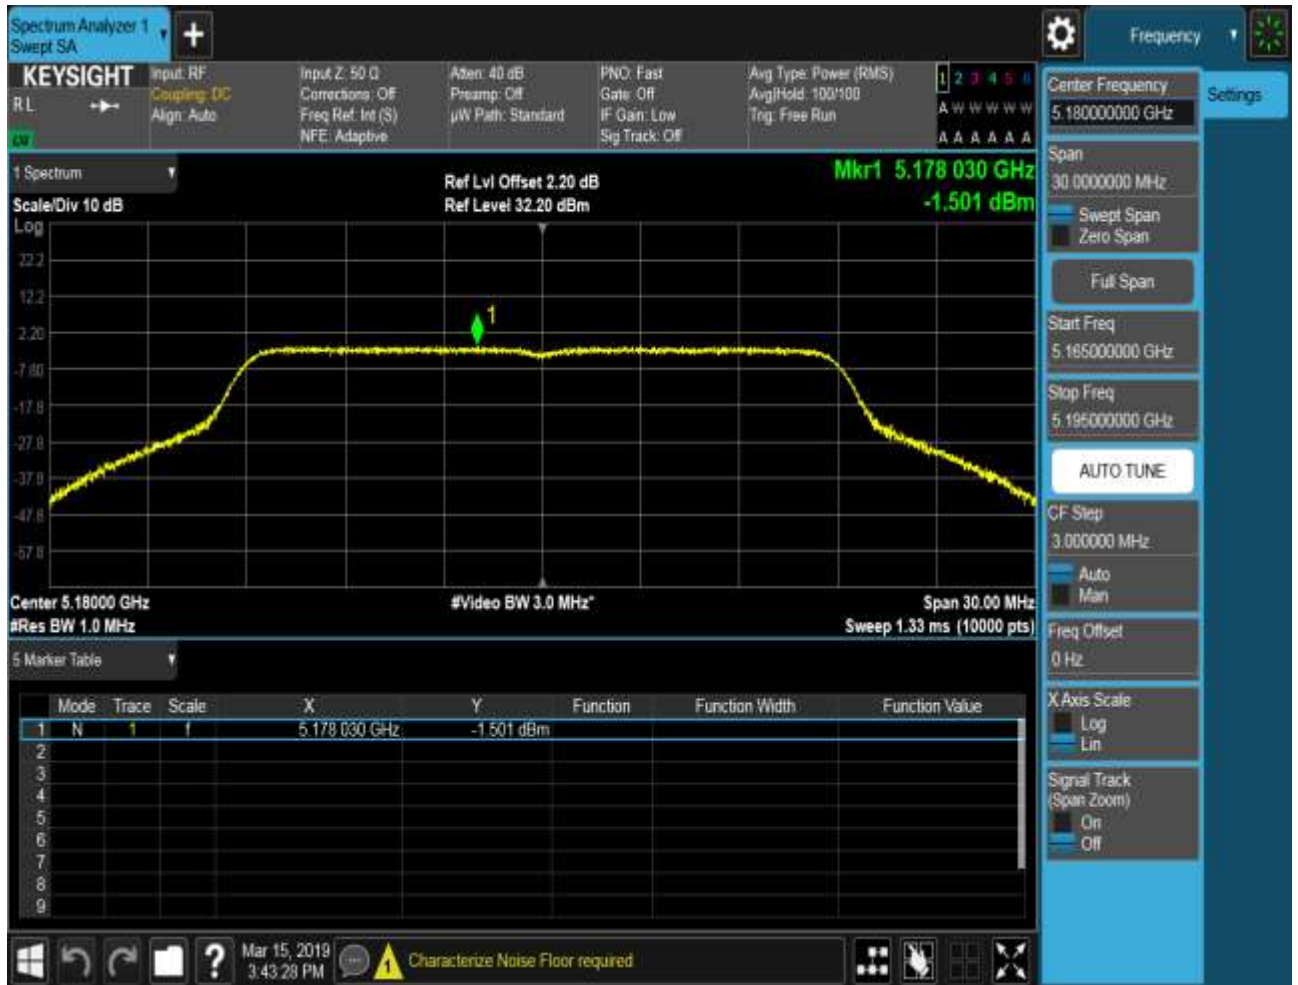 Spectrum Analyzer 1
Swept SA
+
Frequency
KEYSIGHT
RL
Input: RF
Coupling: DC
Align: Auto
Input Z: 50 Ω
Corrections: Off
Freq Ref: Int (S)
NFE: Adaptive
Atten: 40 dB
Preamp: Off
µW Path: Standard
PNO: Fast
Gate: Off
IF Gain: Low
Sig Track: Off
Avg Type: Power (RMS)
Avg|Hold: 100/100
Trig: Free Run
1 2 3 4 5 6
A W W W W W
A A A A A A
1 Spectrum
Scale/Div 10 dB
Ref Lvl Offset 2.20 dB
Ref Level 32.20 dBm
Mkr1 5.178 030 GHz
-1.501 dBm
Log
22.2
12.2
2.20
-7.80
-17.8
-27.8
-37.8
-47.8
-57.8
1
Center 5.18000 GHz
#Res BW 1.0 MHz
#Video BW 3.0 MHz*
Span 30.00 MHz
Sweep 1.33 ms (10000 pts)
5 Marker Table
Mode Trace Scale X Y Function Function Width Function Value
1 N 1 f 5.178 030 GHz -1.501 dBm
2
3
4
5
6
7
8
9
Center Frequency
5.180000000 GHz
Settings
Span
30.0000000 MHz
Swept Span
Zero Span
Full Span
Start Freq
5.165000000 GHz
Stop Freq
5.195000000 GHz
AUTO TUNE
CF Step
3.000000 MHz
Auto
Man
Freq Offset
0 Hz
X Axis Scale
Log
Lin
Signal Track
(Span Zoom)
On
Off
?
Mar 15, 2019
3:43:28 PM
1
Characterize Noise Floor required